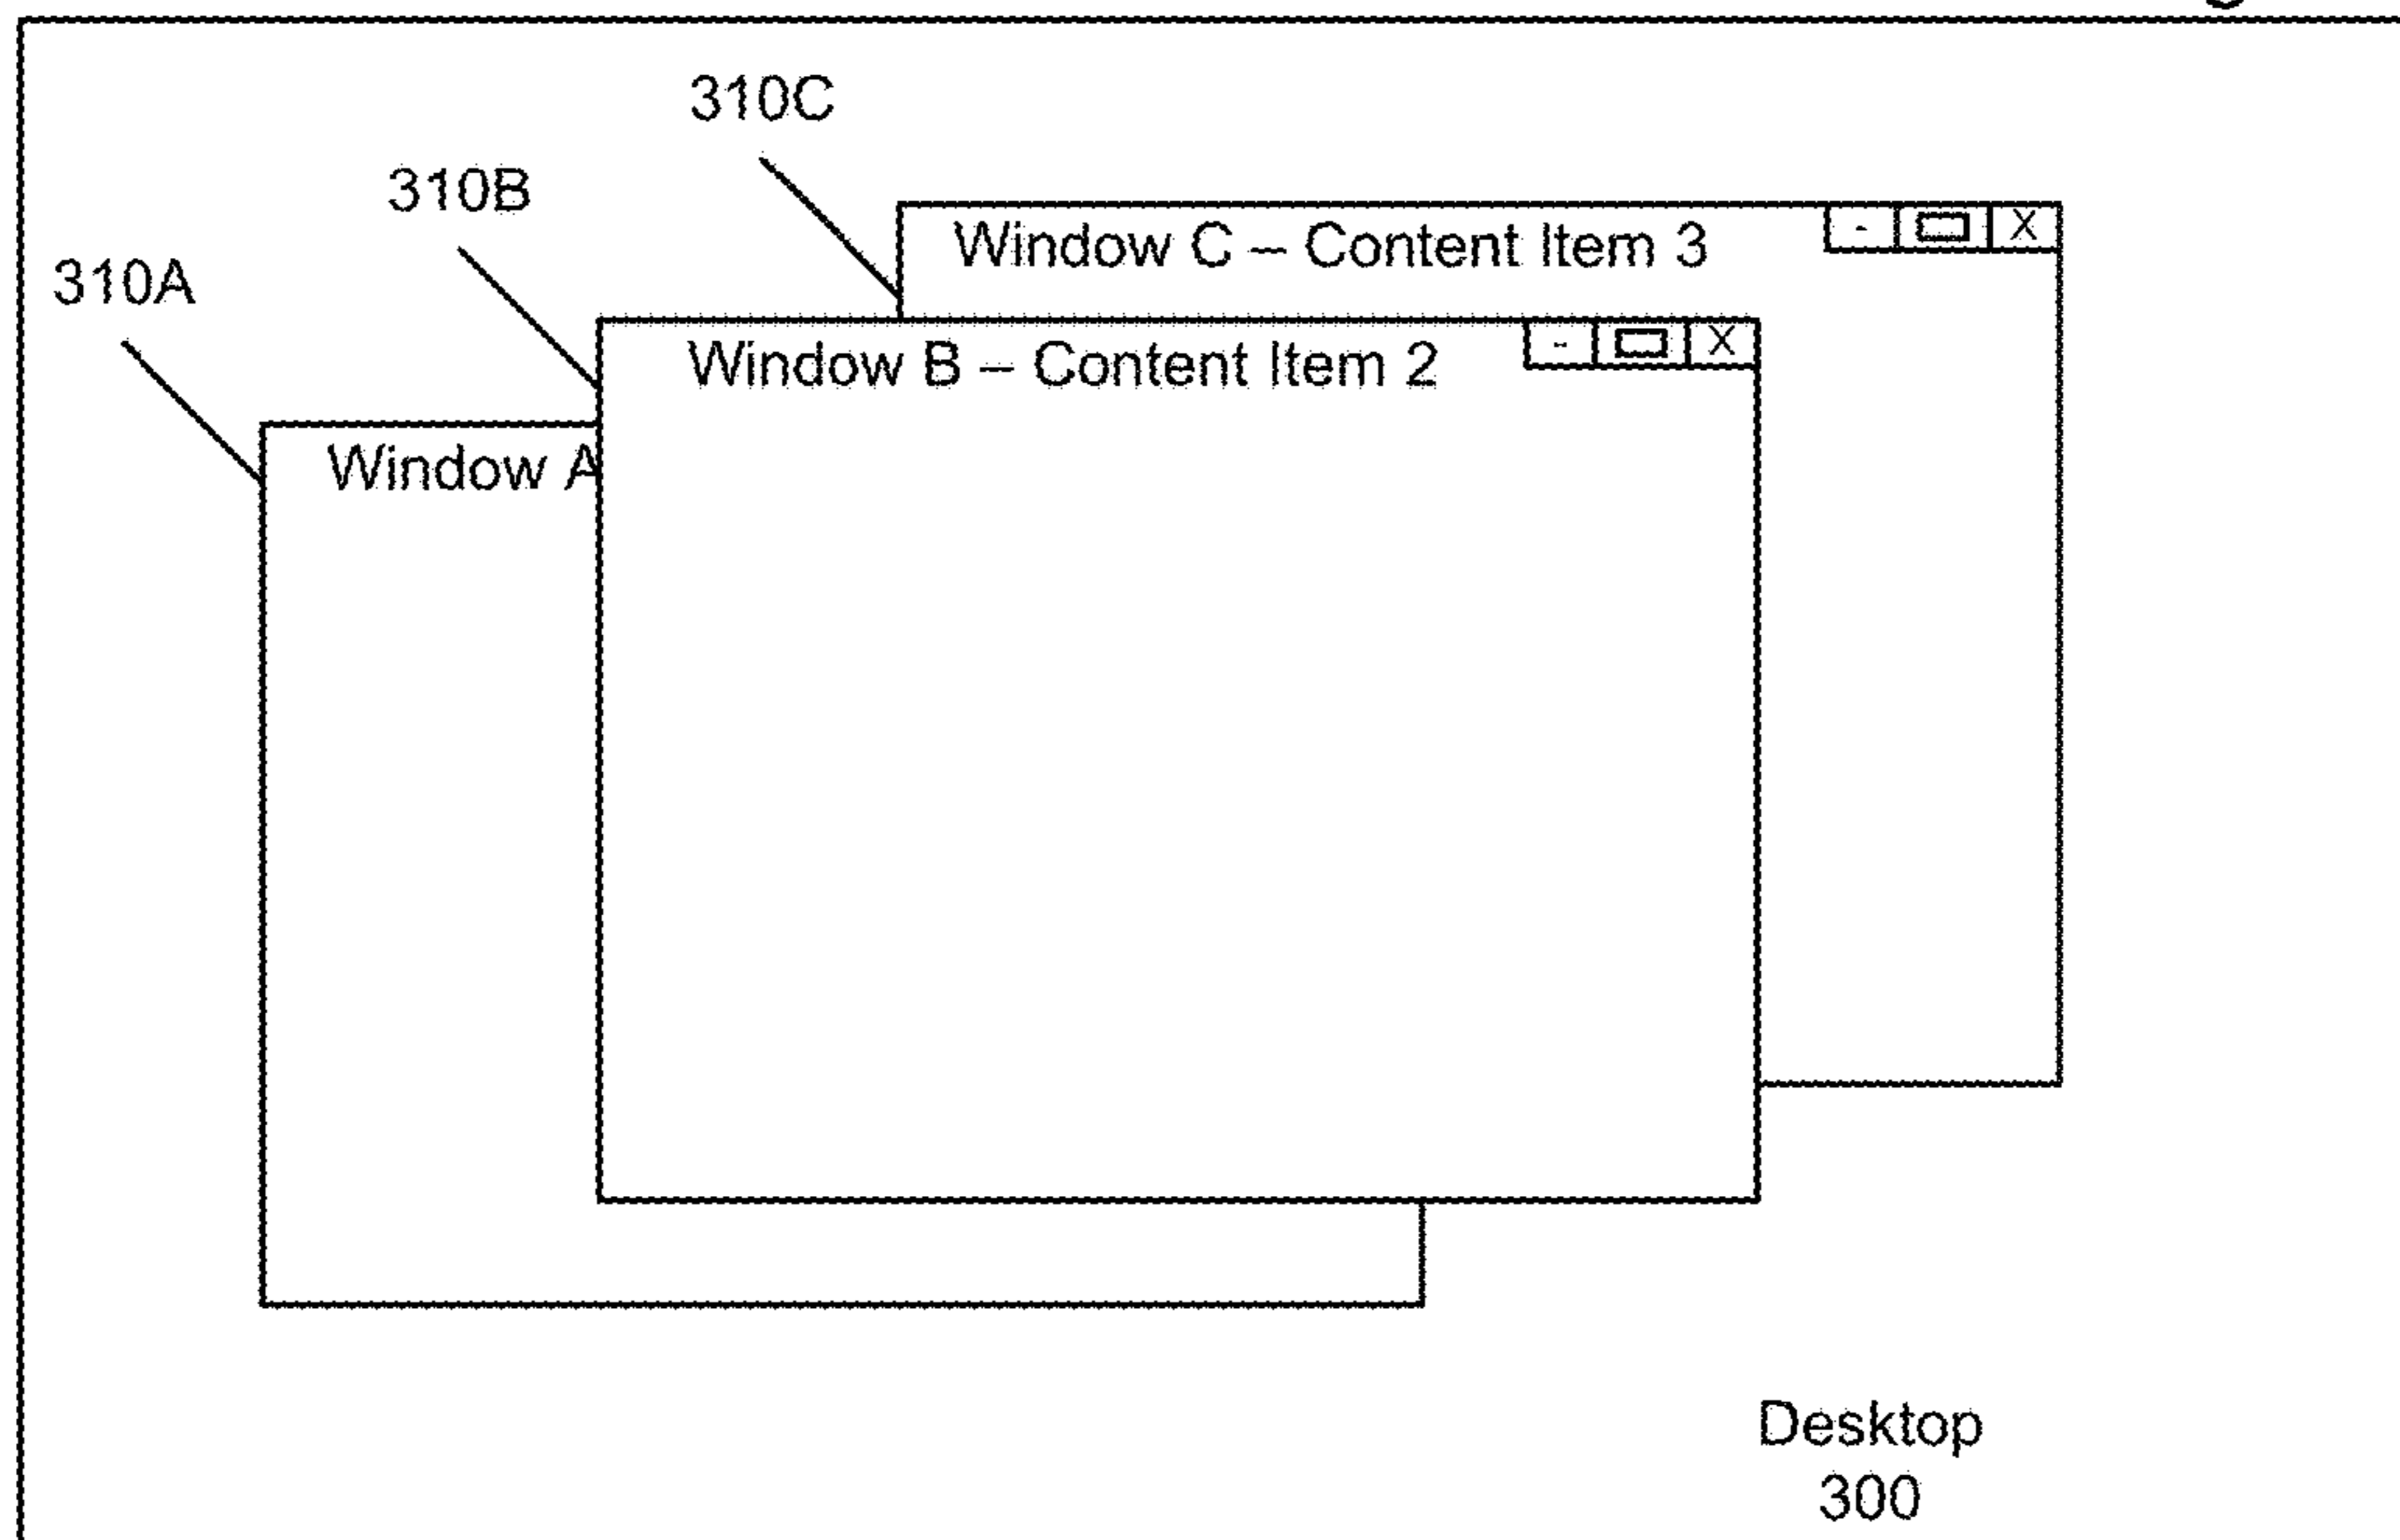 310C
310B
Window C – Content Item 3
- X
310A
Window B – Content Item 2
- X
Window A
Desktop
300